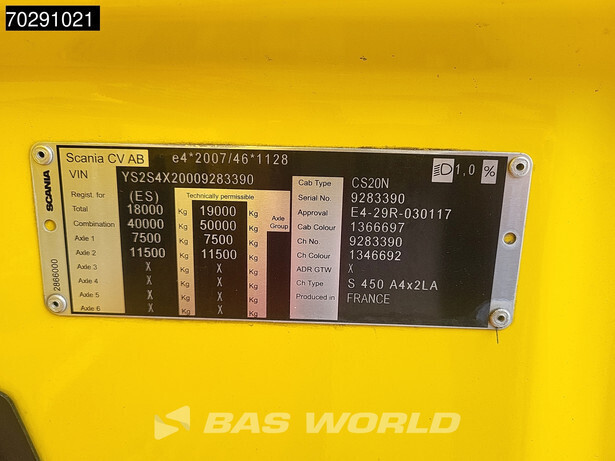 70291021
Scania CV AB e4*2007/46*1128
VIN YS2S4X20009283390
Regist. for (ES) Technically permissible
Total 18000 Kg 19000 Kg
Combination 40000 Kg 50000 Kg Axle Group
Axle 1 7500 Kg 7500 Kg
Axle 2 11500 Kg 11500 Kg
Axle 3 X Kg X Kg
Axle 4 X Kg X Kg
Axle 5 X Kg X Kg
Axle 6 X Kg X Kg
1,0 %
Cab Type CS20N
Serial No. 9283390
Approval E4-29R-030117
Cab Colour 1366697
Ch No. 9283390
Ch Colour 1346692
ADR GTW X
Ch Type S 450 A4x2LA
Produced in FRANCE
SCANIA
2866000
BAS WORLD